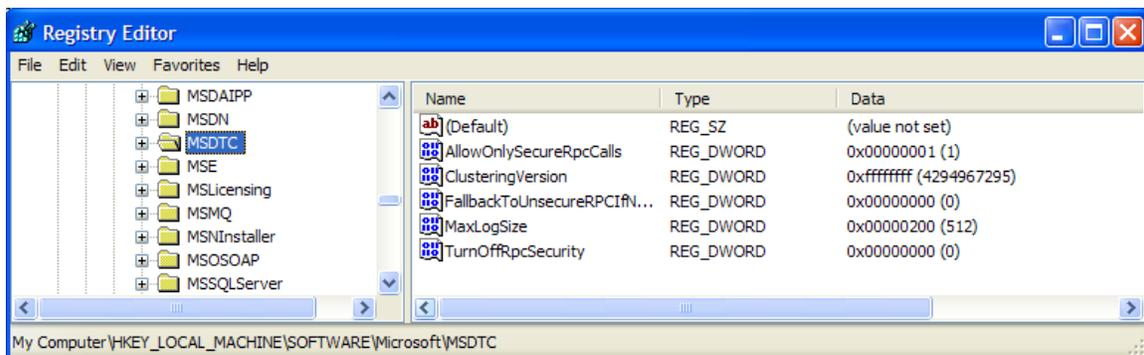 Registry Editor
File Edit View Favorites Help
MSDAIPP
MSDN
MSDTC
MSE
MSLicensing
MSMQ
MSNInstaller
MSOSOAP
MSSQLServer
Name Type Data
(Default) REG_SZ (value not set)
AllowOnlySecureRpcCalls REG_DWORD 0x00000001 (1)
ClusteringVersion REG_DWORD 0xffffffff (4294967295)
FallbackToUnsecureRPCIfN... REG_DWORD 0x00000000 (0)
MaxLogSize REG_DWORD 0x00000200 (512)
TurnOffRpcSecurity REG_DWORD 0x00000000 (0)
My Computer\HKEY_LOCAL_MACHINE\SOFTWARE\Microsoft\MSDTC